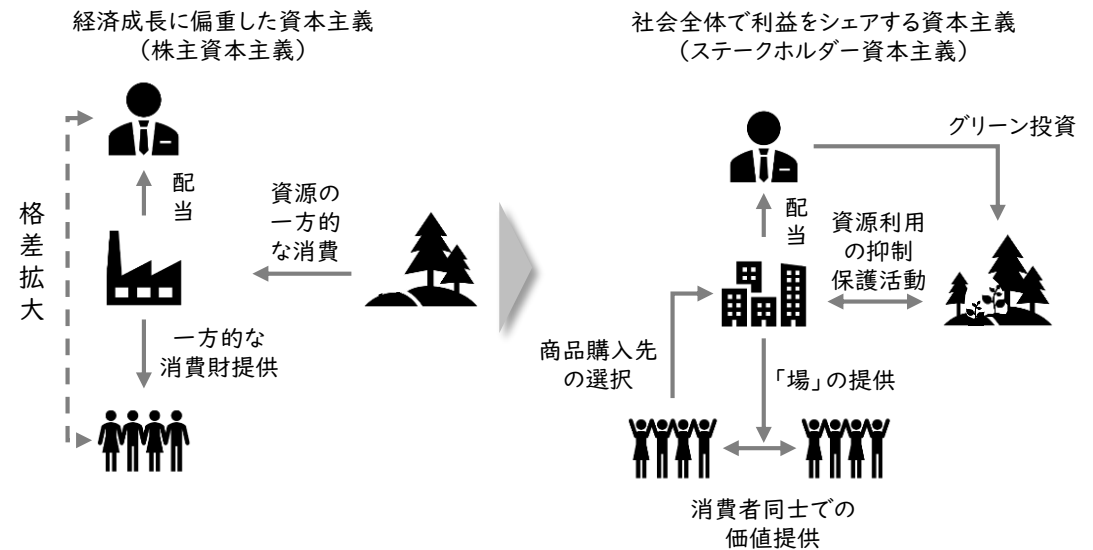 経済成長に偏重した資本主義
（株主資本主義）
配当
資源の
一方的
な消費
格差拡大
一方的な
消費財提供
社会全体で利益をシェアする資本主義
（ステークホルダー資本主義）
グリーン投資
配当
資源利用
の抑制
保護活動
商品購入先
の選択
「場」の提供
消費者同士での
価値提供